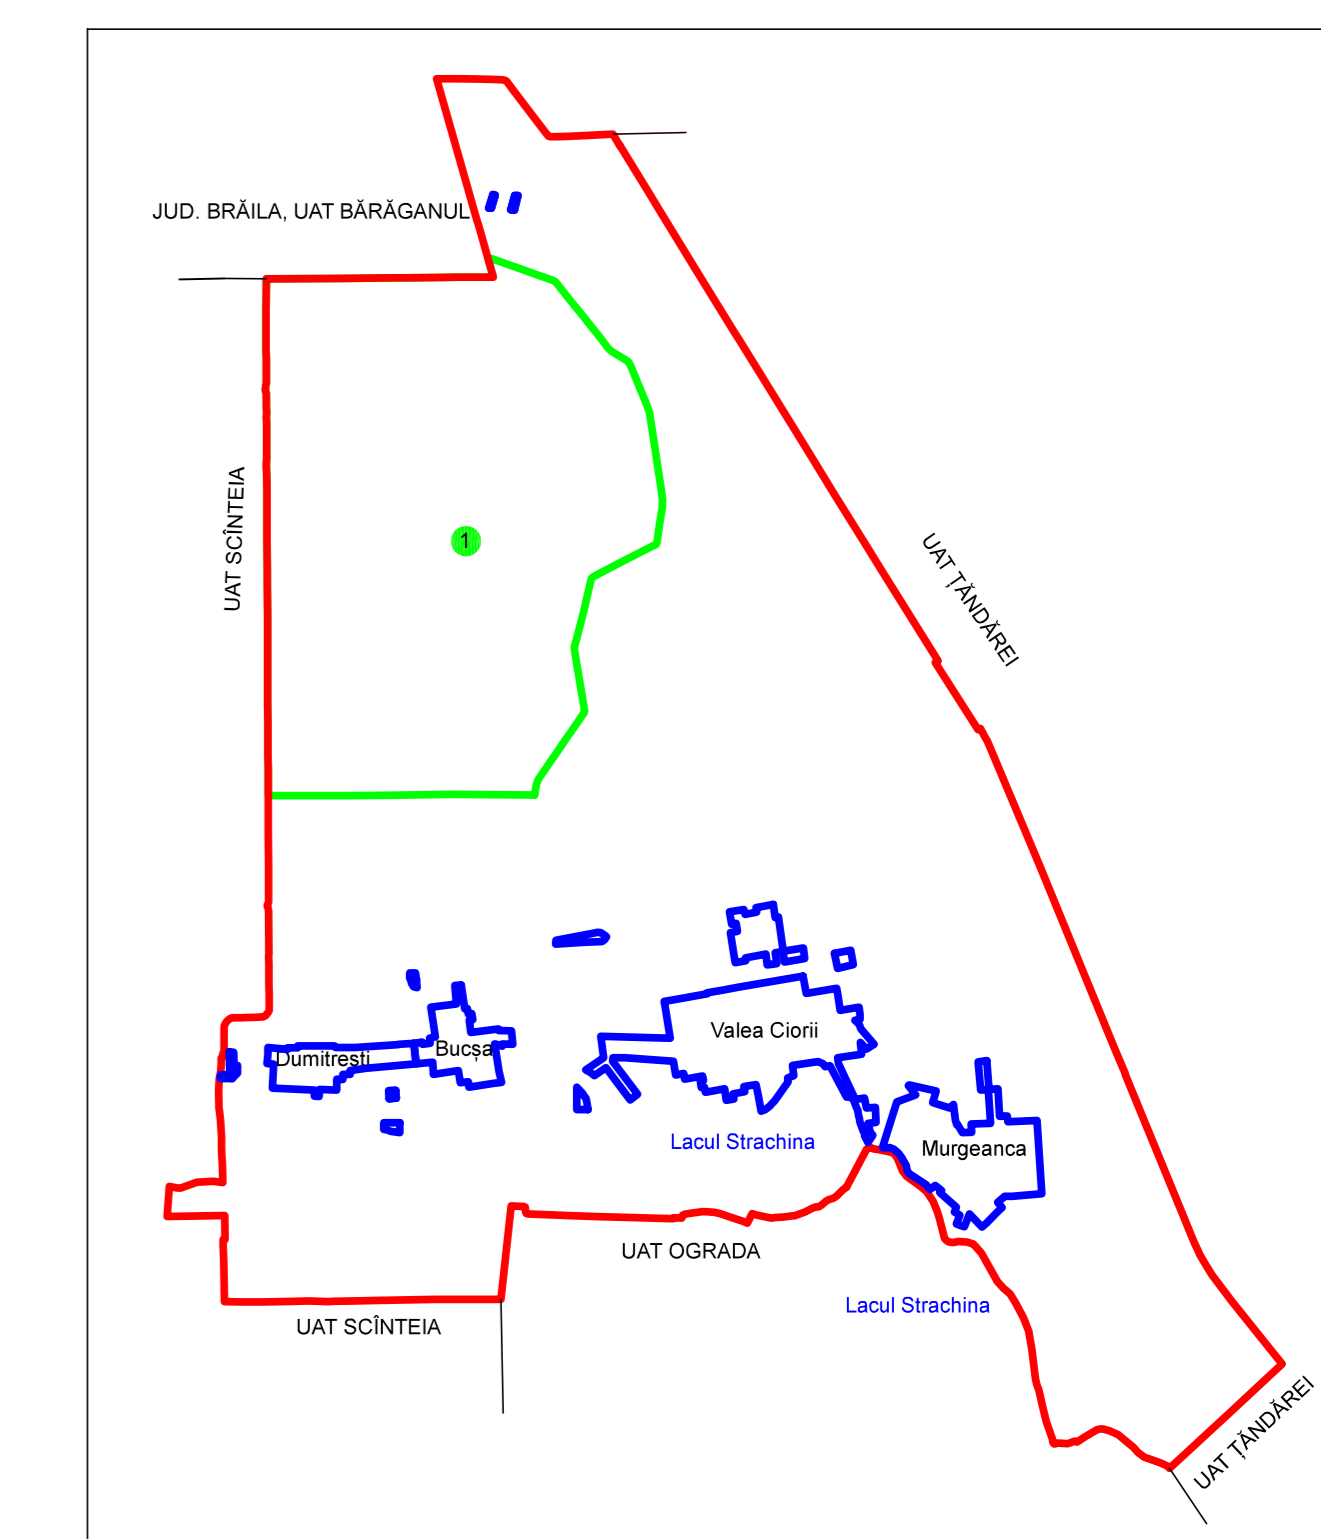 JUD. BRĂILA, UAT BĂRĂGANUL
UAT SCÎNTEIA
1
UAT ȚĂNDĂREI
Valea Ciorii
Bucșa
Dumitrești
Lacul Strachina
Murgeanca
UAT OGRADA
Lacul Strachina
UAT SCÎNTEIA
UAT ȚĂNDĂREI